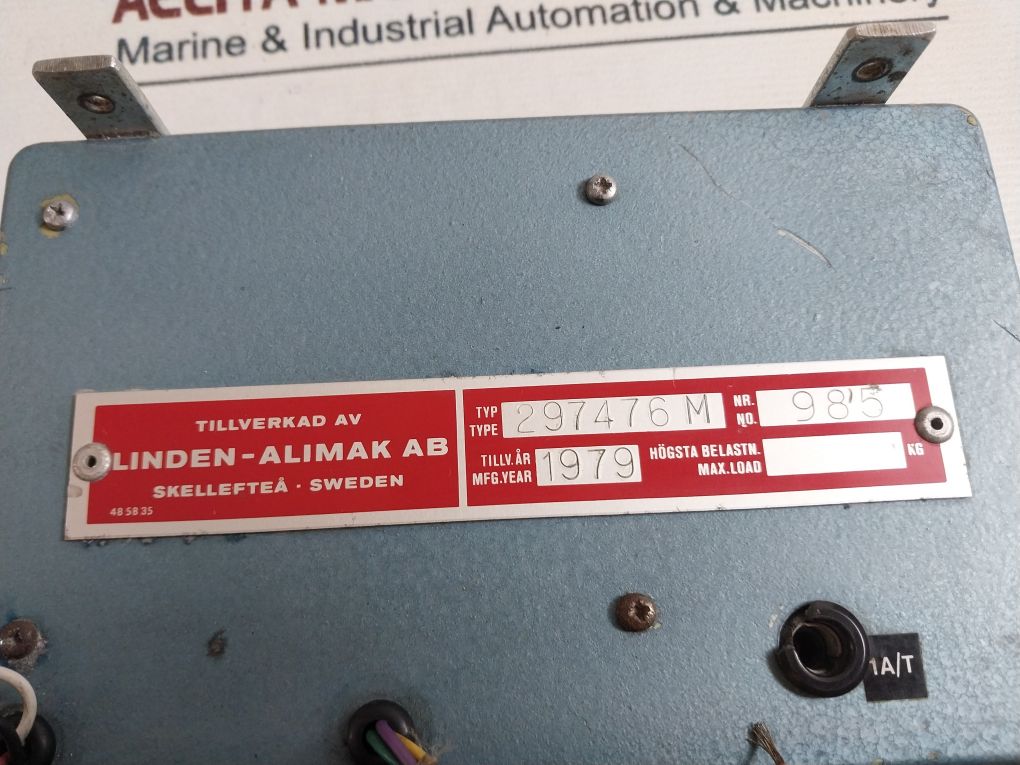 Marine & Industrial Automation & Machinery
TILLVERKAD AV
LINDEN-ALIMAK AB
SKELLEFTEÅ · SWEDEN
48 58 35
TYP
TYPE
297476 M
NR.
NO.
985
TILLV.ÅR
MFG.YEAR
1979
HÖGSTA BELASTN.
MAX.LOAD
KG
1A/T